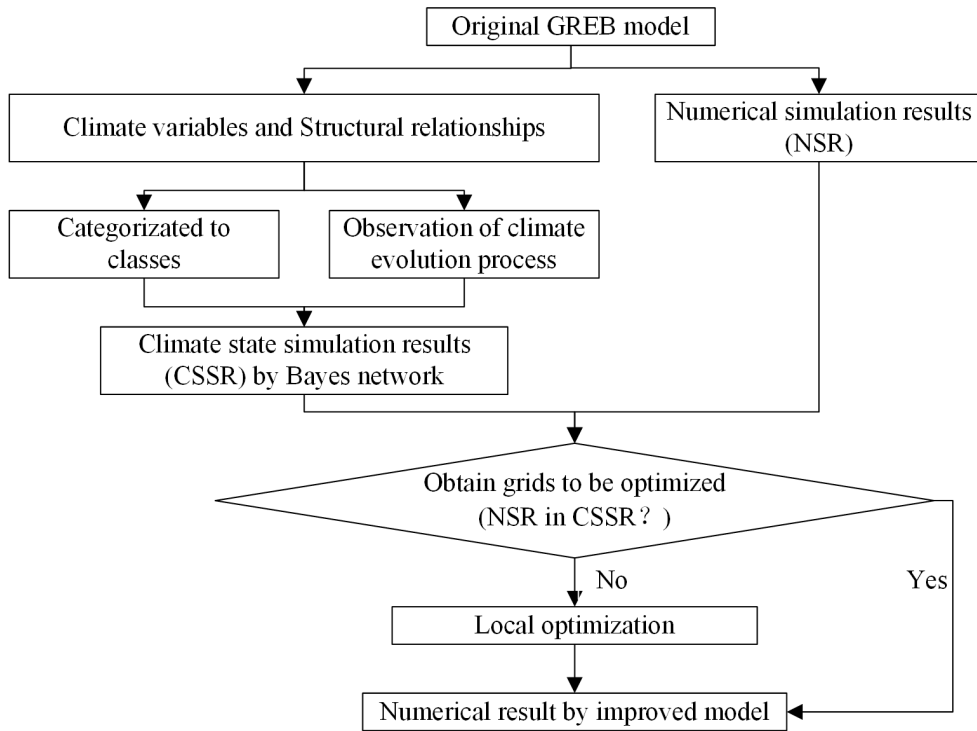 Original GREB model
Climate variables and Structural relationships
Numerical simulation results
(NSR)
Categorizated to
classes
Observation of climate
evolution process
Climate state simulation results
(CSSR) by Bayes network
Obtain grids to be optimized
(NSR in CSSR？)
No
Yes
Local optimization
Numerical result by improved model